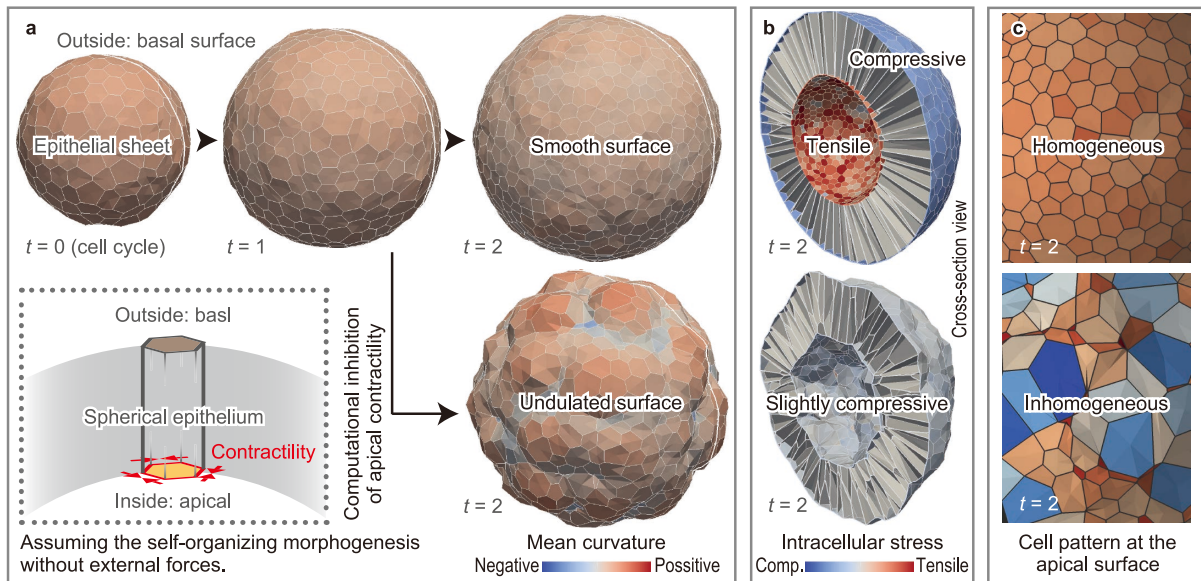 a
Outside: basal surface
Epithelial sheet
Smooth surface
t = 0 (cell cycle)
t = 1
t = 2
Outside: basl
Spherical epithelium
Contractility
Inside: apical
Computational inhibition
of apical contractility
Undulated surface
t = 2
Assuming the self-organizing morphogenesis
without external forces.
Mean curvature
Negative
Possitive
b
Compressive
Tensile
t = 2
Cross-section view
Slightly compressive
t = 2
Intracellular stress
Comp.
Tensile
c
Homogeneous
t = 2
Inhomogeneous
t = 2
Cell pattern at the
apical surface